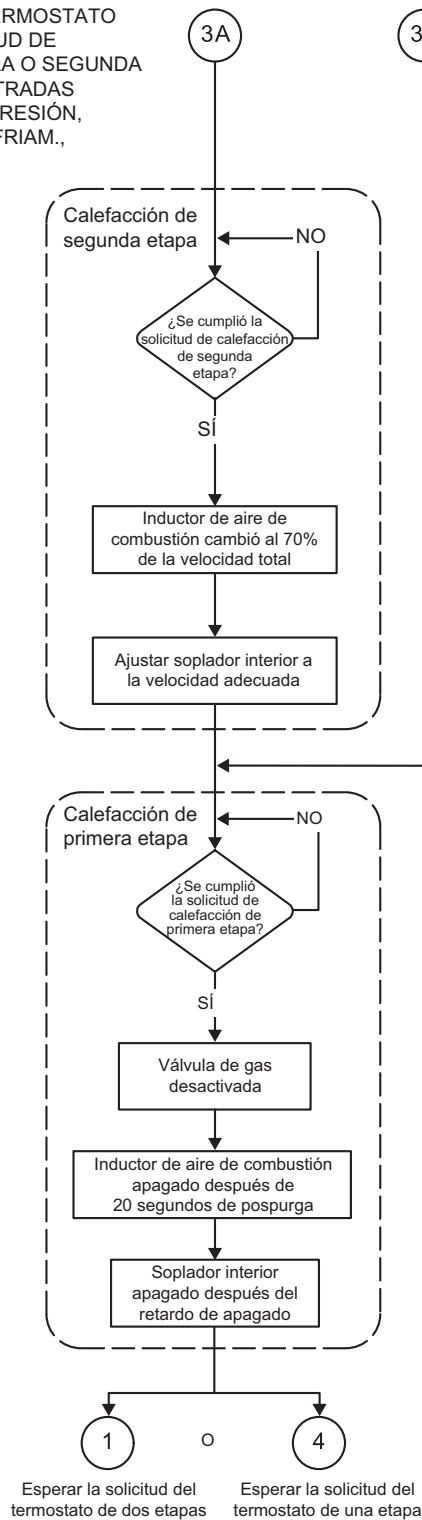 ERMOSTATO
UD DE
RA O SEGUNDA
TRADAS
RESIÓN,
FRIAM.,
3A
3
Calefacción de
segunda etapa
NO
¿Se cumplió la
solicitud de calefacción
de segunda
etapa?
SÍ
Inductor de aire de
combustión cambió al 70%
de la velocidad total
Ajustar soplador interior a
la velocidad adecuada
Calefacción de
primera etapa
NO
¿Se cumplió
la solicitud de
calefacción de
primera etapa?
SÍ
Válvula de gas
desactivada
Inductor de aire de combustión
apagado después de
20 segundos de pospurga
Soplador interior
apagado después del
retardo de apagado
1
O
4
Esperar la solicitud del
termostato de dos etapas
Esperar la solicitud del
termostato de una etapa